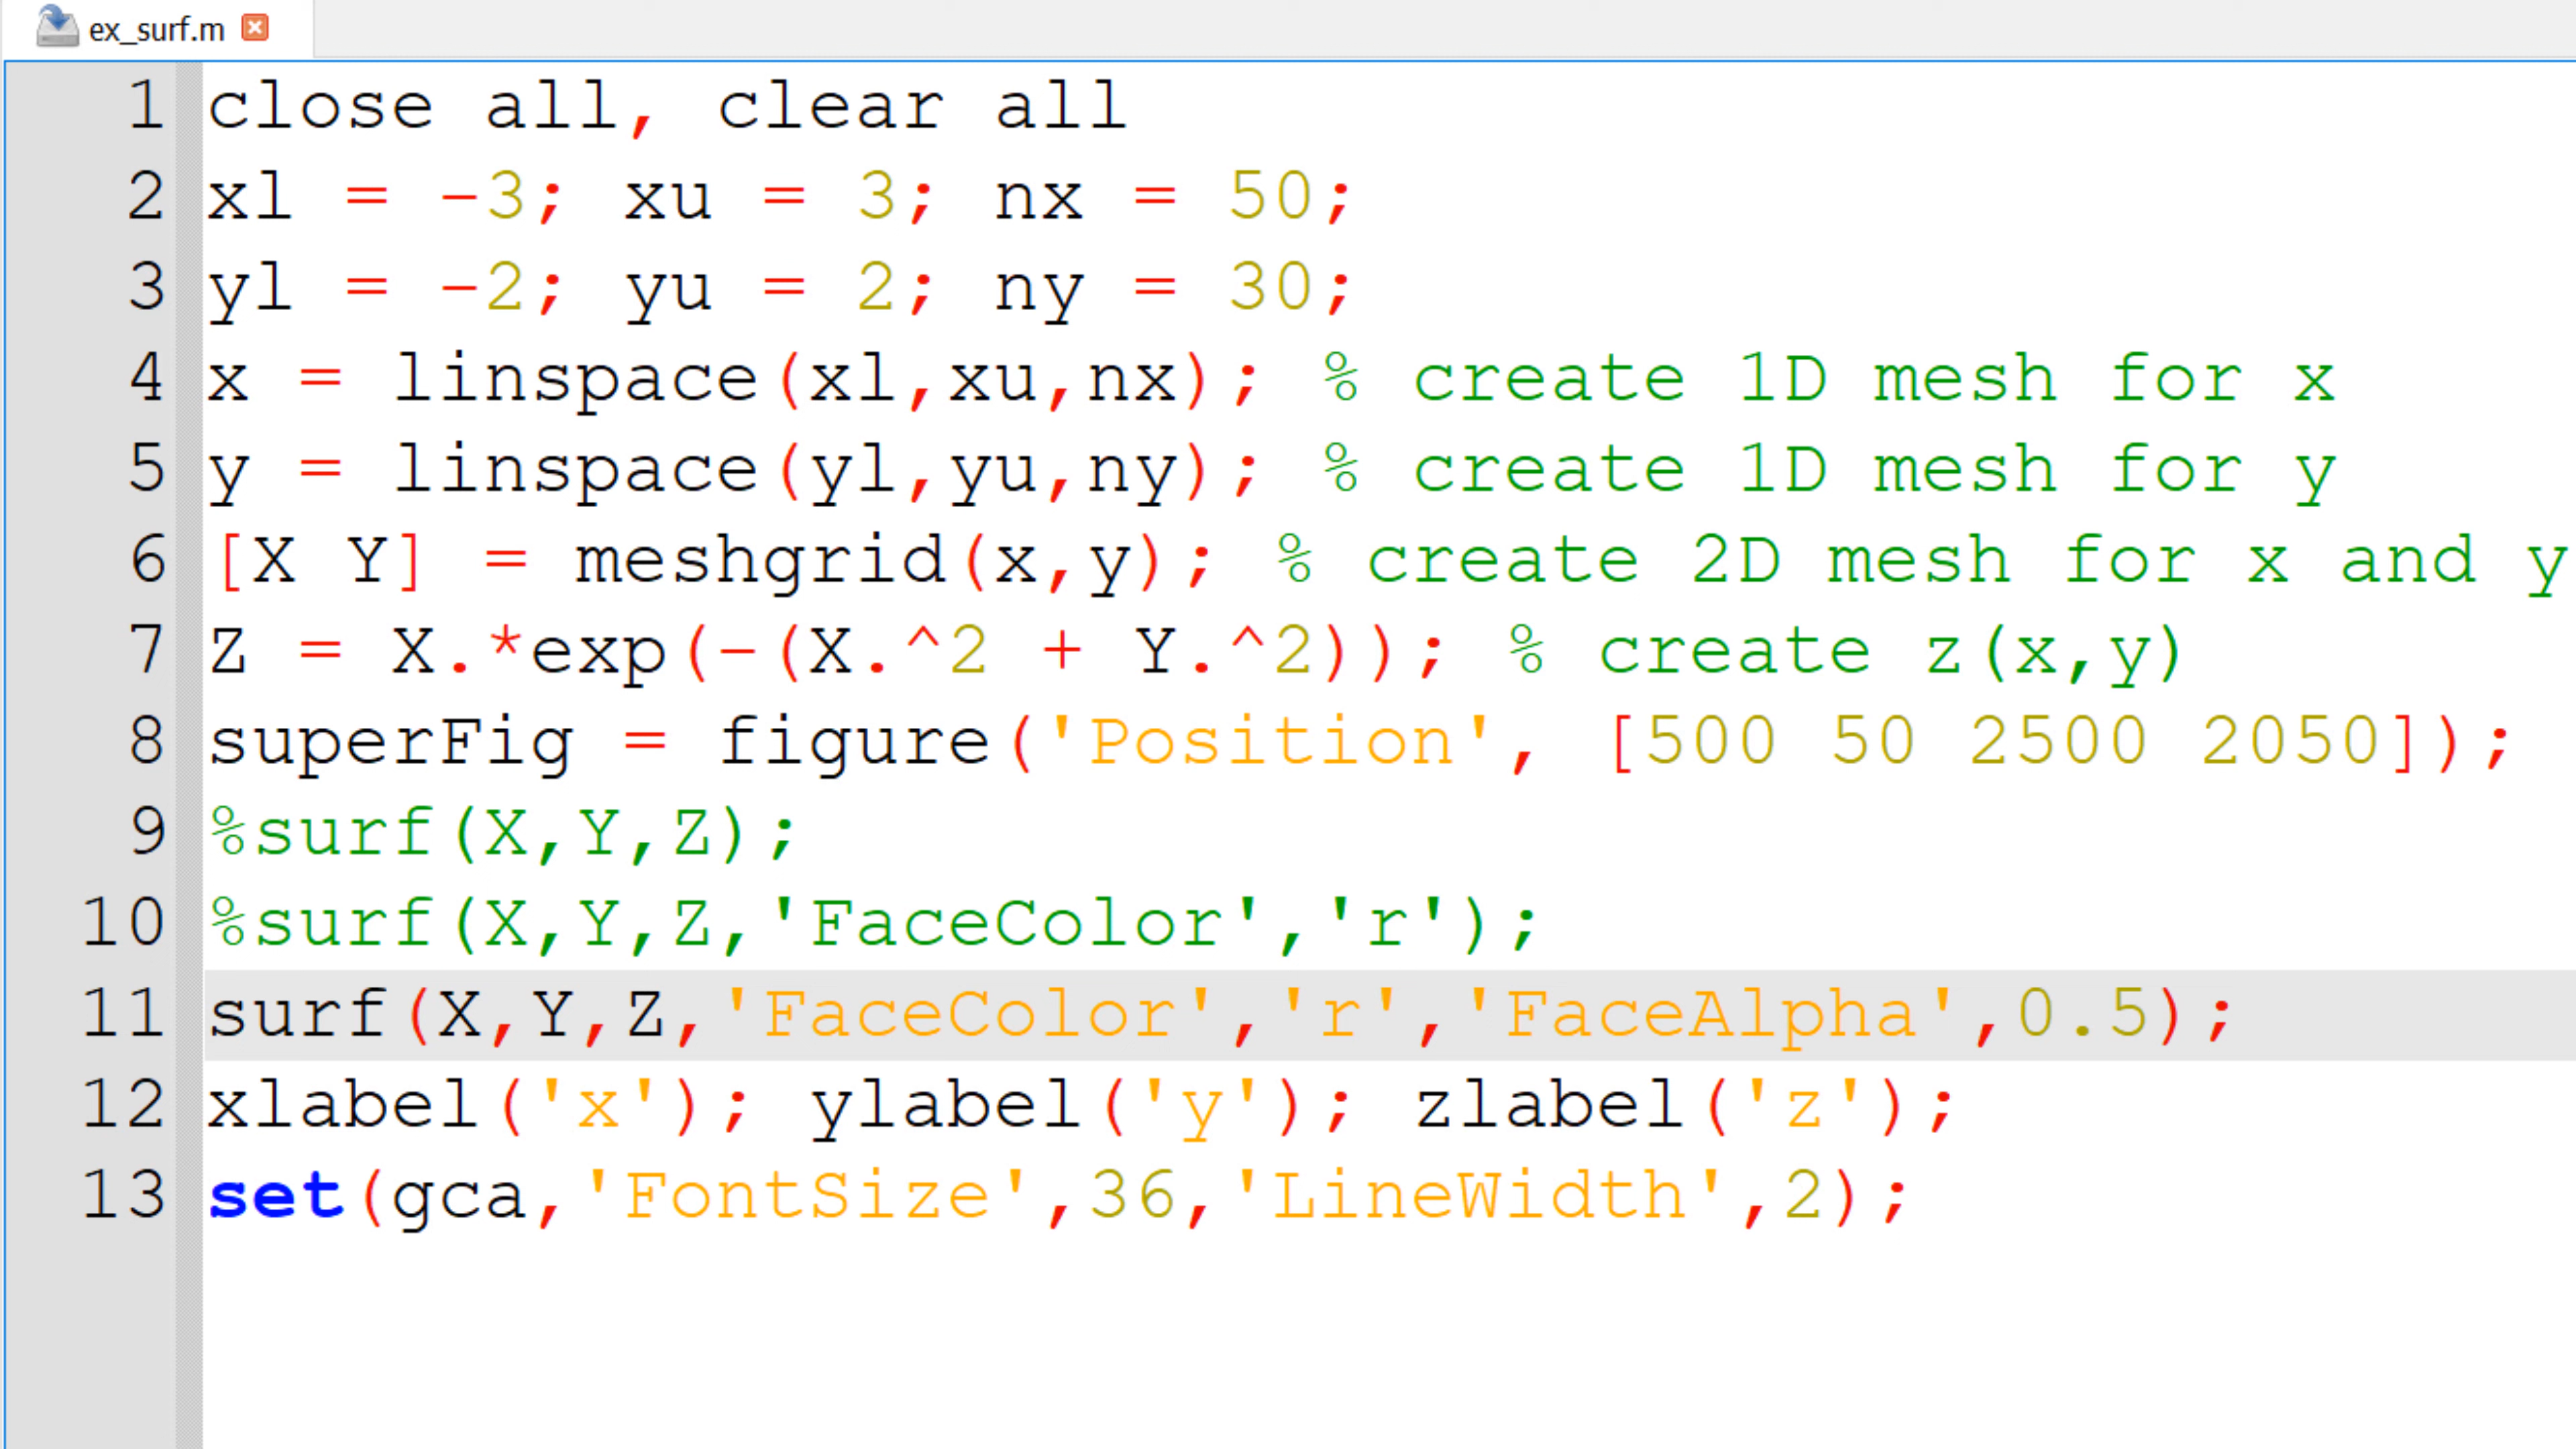 ex_surf.m
1 close all, clear all
2 xl = -3; xu = 3; nx = 50;
3 yl = -2; yu = 2; ny = 30;
4 x = linspace(xl,xu,nx); % create 1D mesh for x
5 y = linspace(yl,yu,ny); % create 1D mesh for y
6 [X Y] = meshgrid(x,y); % create 2D mesh for x and y
7 Z = X.*exp(-(X.^2 + Y.^2)); % create z(x,y)
8 superFig = figure('Position', [500 50 2500 2050]);
9 %surf(X,Y,Z);
10 %surf(X,Y,Z,'FaceColor','r');
11 surf(X,Y,Z,'FaceColor','r','FaceAlpha',0.5);
12 xlabel('x'); ylabel('y'); zlabel('z');
13 set(gca,'FontSize',36,'LineWidth',2);